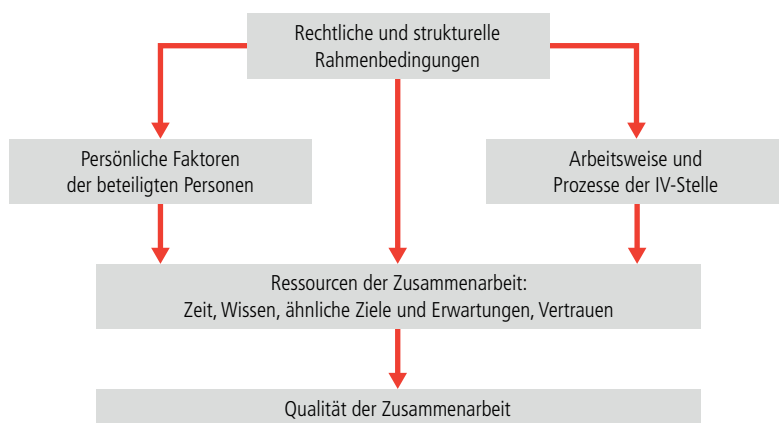 Rechtliche und strukturelle
Rahmenbedingungen
Persönliche Faktoren
der beteiligten Personen
Arbeitsweise und
Prozesse der IV-Stelle
Ressourcen der Zusammenarbeit:
Zeit, Wissen, ähnliche Ziele und Erwartungen, Vertrauen
Qualität der Zusammenarbeit